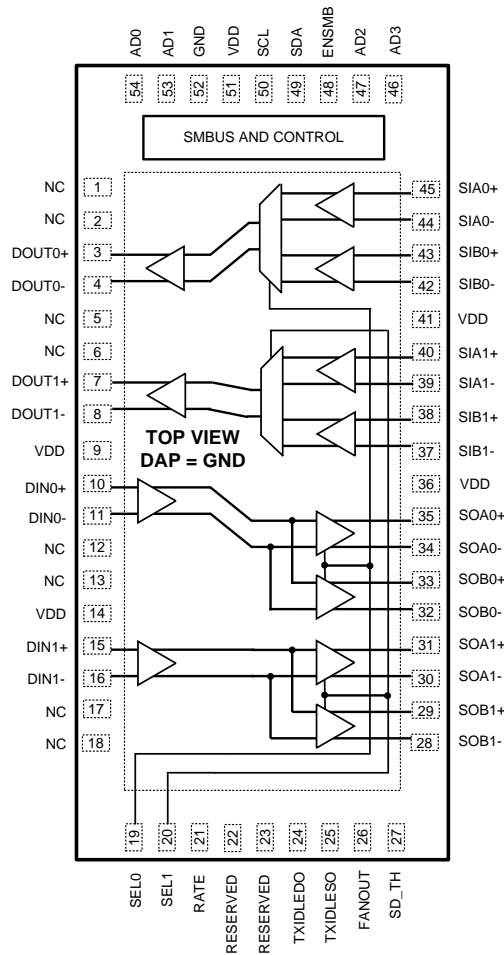 AD0 AD1 GND VDD SCL SDA ENSMB AD2 AD3
54 53 52 51 50 49 48 47 46
SMBUS AND CONTROL
NC 1 45 SIA0+
NC 2 44 SIA0-
DOUT0+ 3 43 SIB0+
DOUT0- 4 42 SIB0-
NC 5 41 VDD
NC 6 40 SIA1+
DOUT1+ 7 39 SIA1-
DOUT1- 8 38 SIB1+
TOP VIEW
VDD 9 37 SIB1-
DAP = GND
DIN0+ 10 36 VDD
DIN0- 11 35 SOA0+
NC 12 34 SOA0-
NC 13 33 SOB0+
VDD 14 32 SOB0-
DIN1+ 15 31 SOA1+
DIN1- 16 30 SOA1-
NC 17 29 SOB1+
NC 18 28 SOB1-
19 20 21 22 23 24 25 26 27
SEL0 SEL1 RATE RESERVED RESERVED TXIDLEDO TXIDLESO FANOUT SD_TH